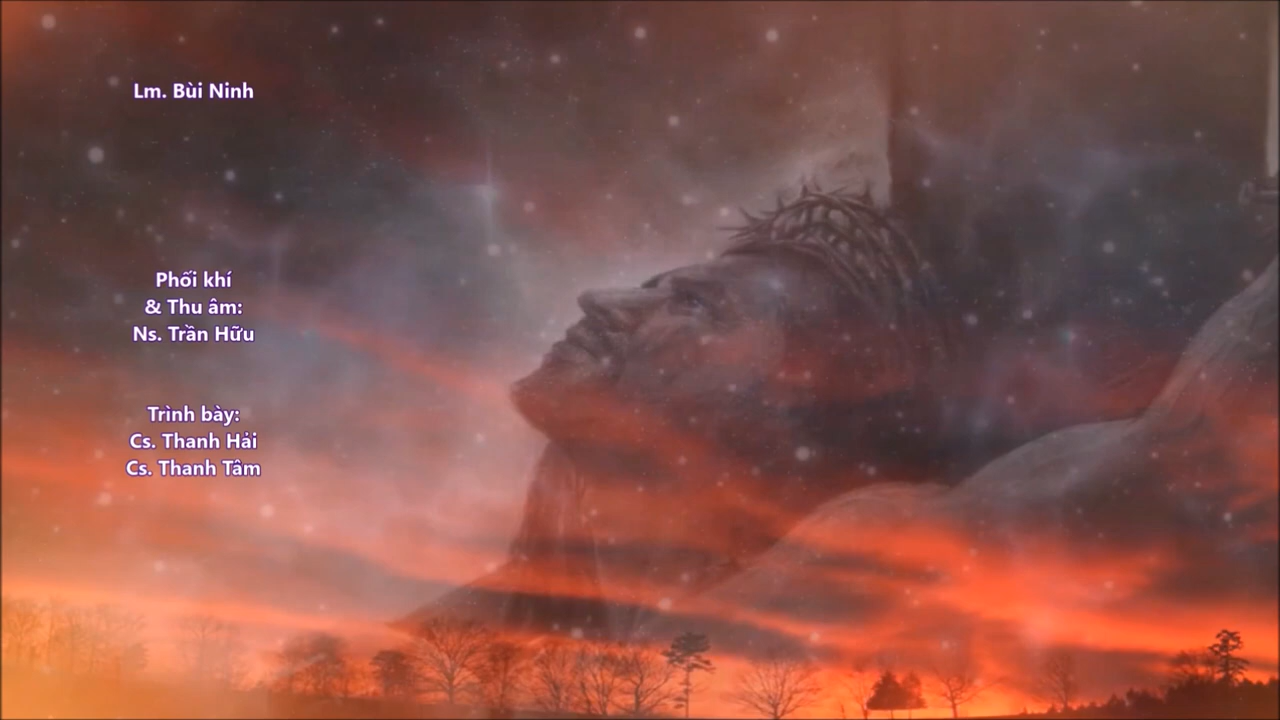 Lm. Bùi Ninh
Phối khí
& Thu âm:
Ns. Trần Hữu
Trình bày:
Cs. Thanh Hải
Cs. Thanh Tâm